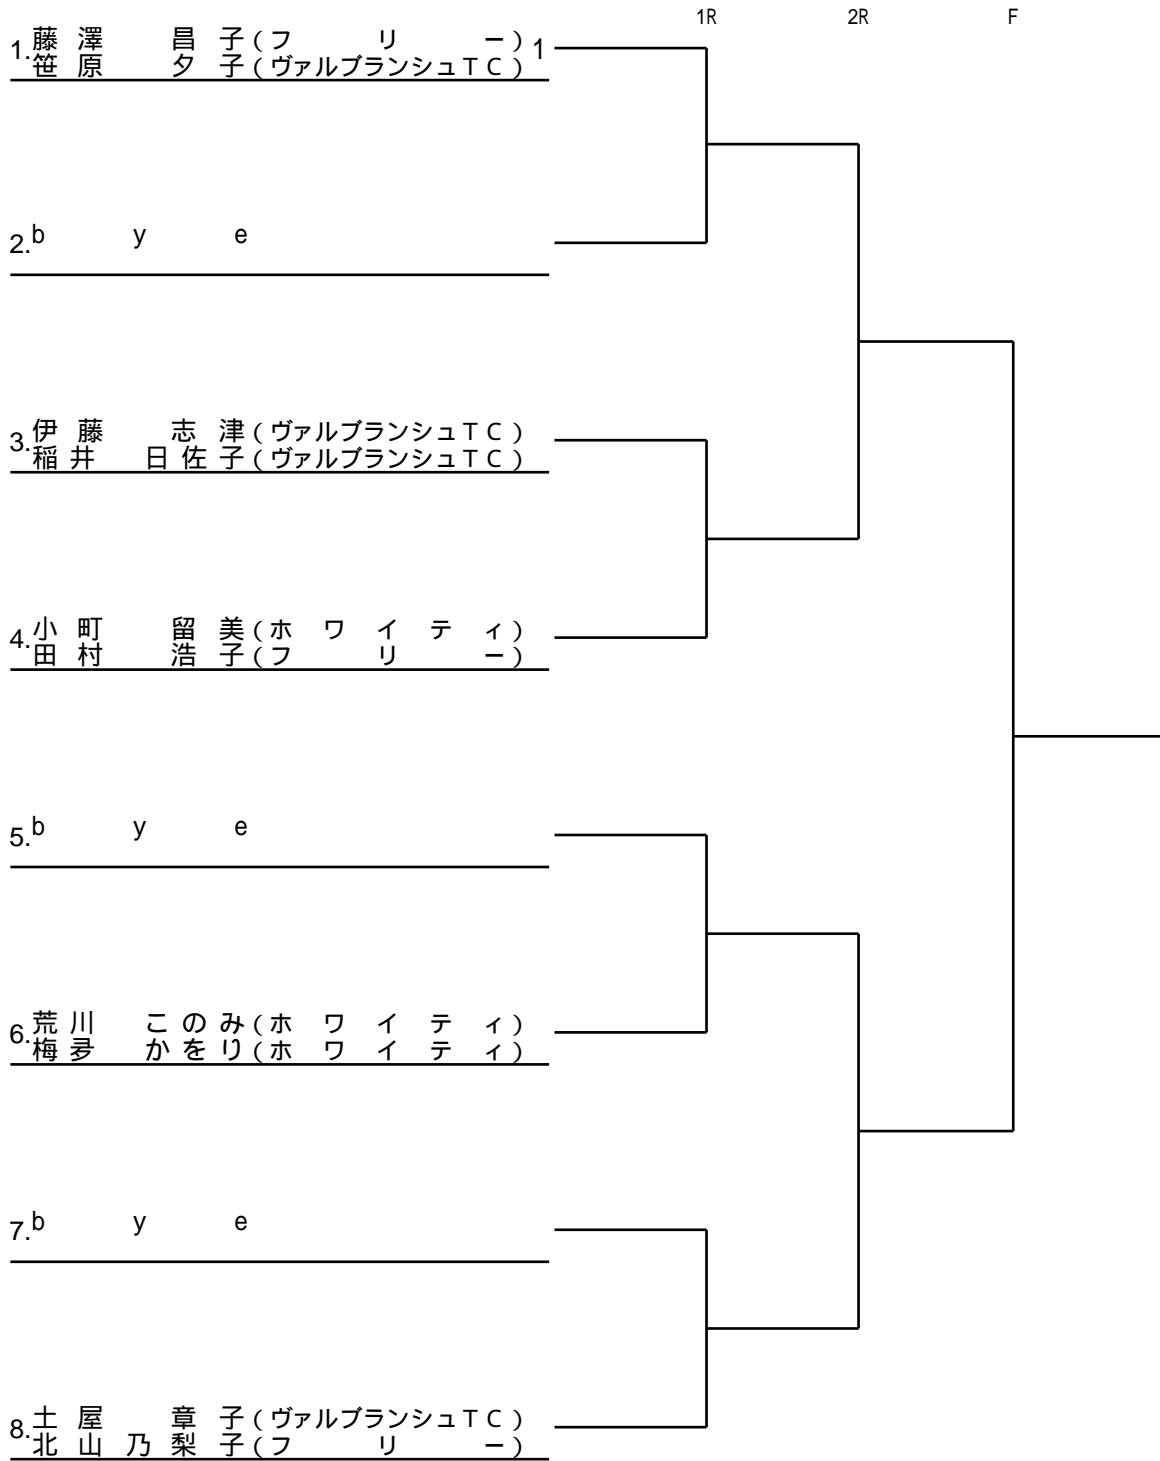 1R 2R F
1. 藤澤 昌子(フリー) 1
笹原 夕子(ヴァルブランシュTC)
2. bye
3. 伊藤 志津(ヴァルブランシュTC)
稲井 日佐子(ヴァルブランシュTC)
4. 小町 留美(ホワイティ)
田村 浩子(フリー)
5. bye
6. 荒川 このみ(ホワイティ)
梅夛 かをり(ホワイティ)
7. bye
8. 土屋 章子(ヴァルブランシュTC)
北山 乃梨子(フリー)